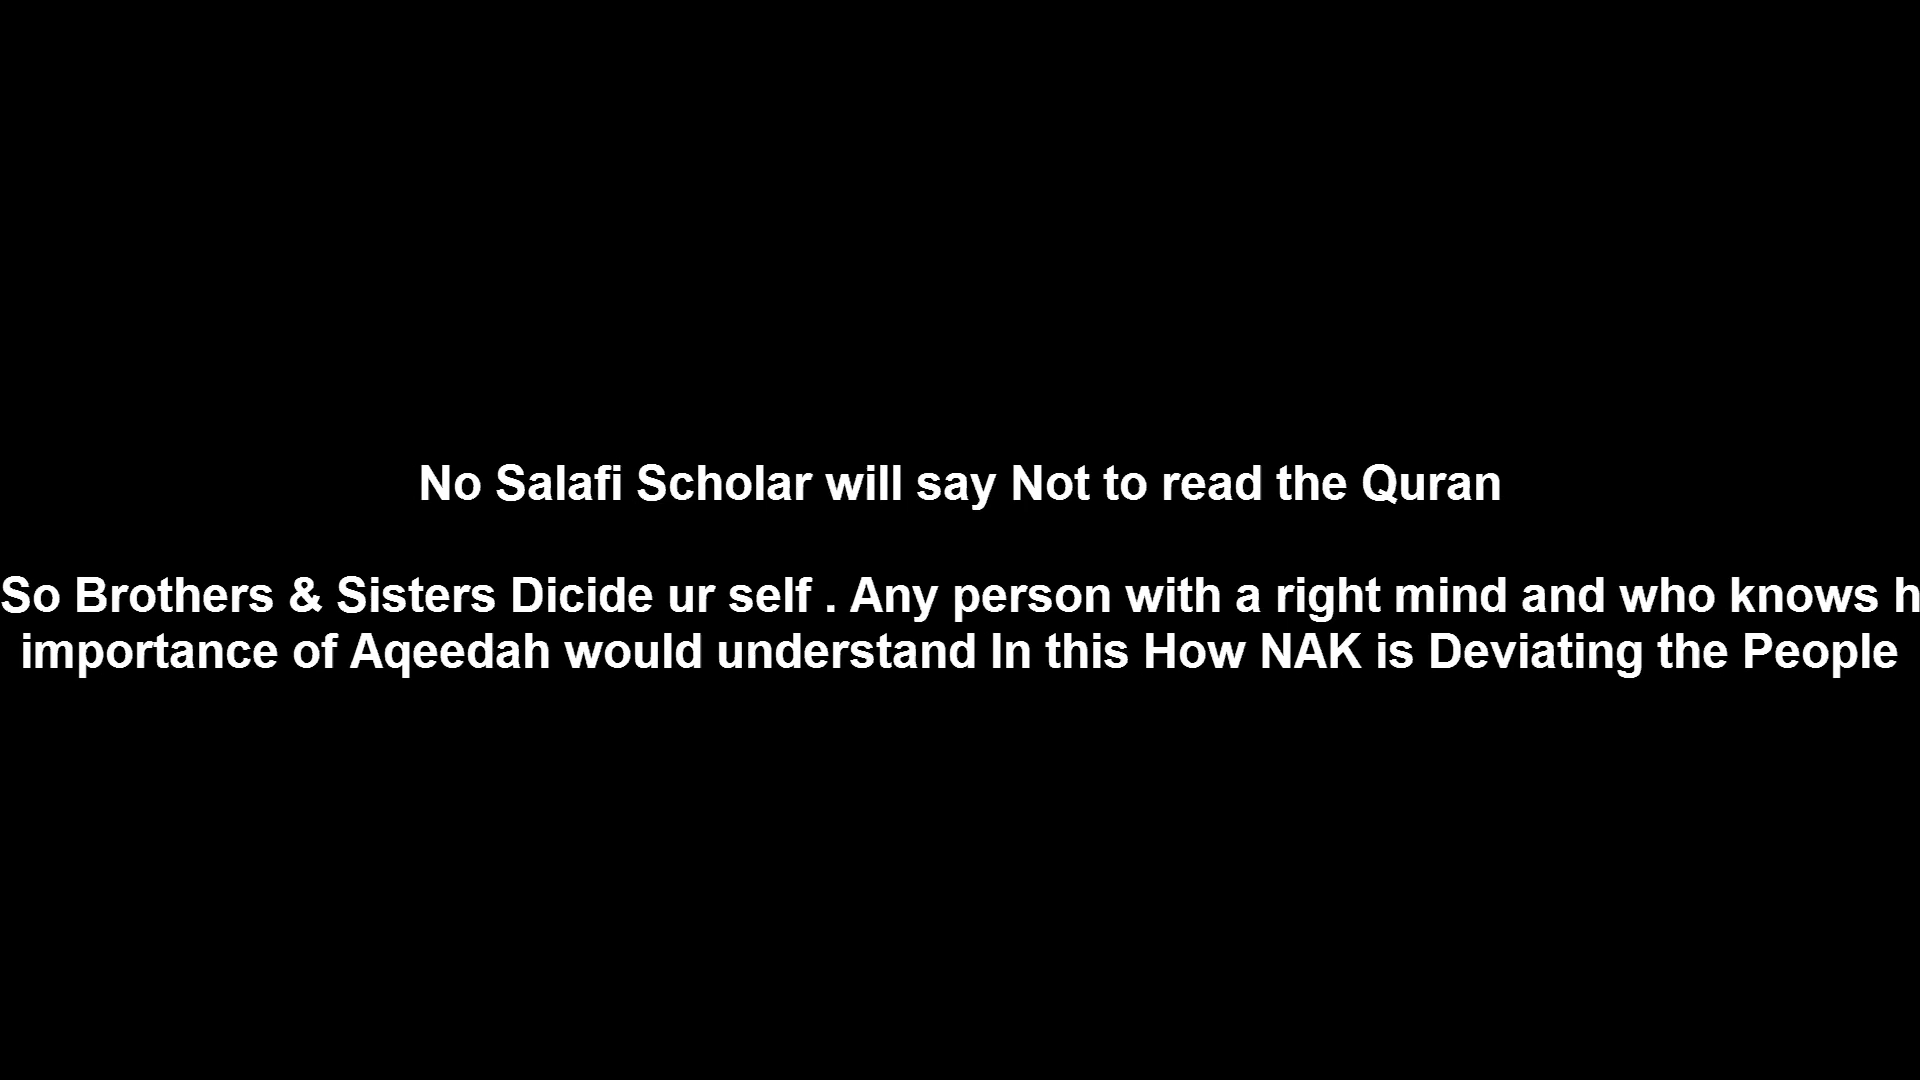 No Salafi Scholar will say Not to read the Quran
So Brothers & Sisters Dicide ur self . Any person with a right mind and who knows
importance of Aqeedah would understand In this How NAK is Deviating the People